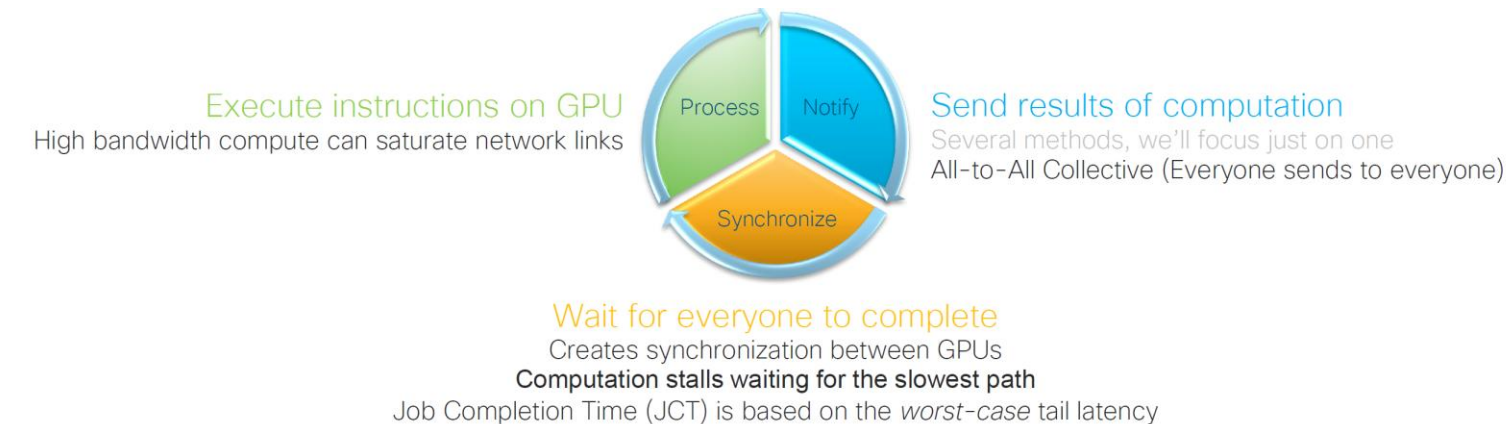 Execute instructions on GPU
High bandwidth compute can saturate network links
Process
Notify
Send results of computation
Several methods, we'll focus just on one
All-to-All Collective (Everyone sends to everyone)
Synchronize
Wait for everyone to complete
Creates synchronization between GPUs
Computation stalls waiting for the slowest path
Job Completion Time (JCT) is based on the worst-case tail latency